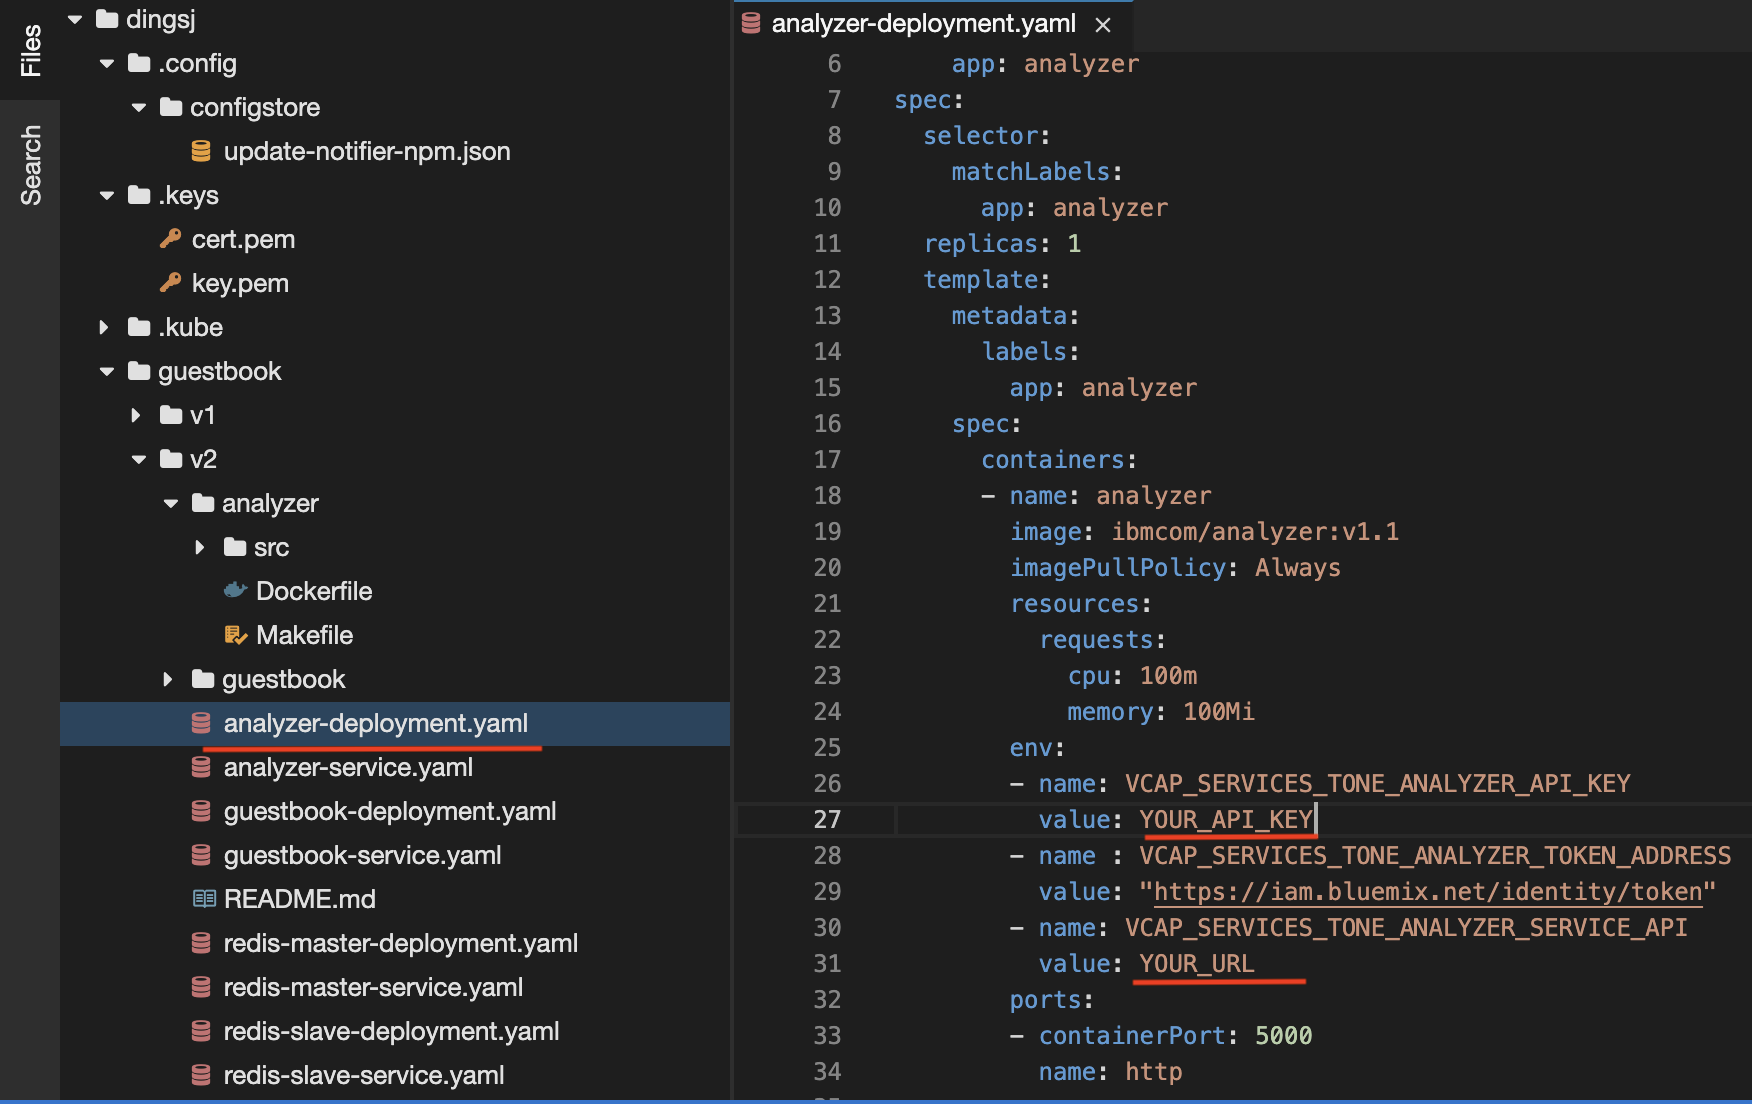 Files
Search
dingsj
.config
configstore
update-notifier-npm.json
.keys
cert.pem
key.pem
.kube
guestbook
v1
v2
analyzer
src
Dockerfile
Makefile
guestbook
analyzer-deployment.yaml
analyzer-service.yaml
guestbook-deployment.yaml
guestbook-service.yaml
README.md
redis-master-deployment.yaml
redis-master-service.yaml
redis-slave-deployment.yaml
redis-slave-service.yaml
analyzer-deployment.yaml ×
6 app: analyzer
7 spec:
8 selector:
9 matchLabels:
10 app: analyzer
11 replicas: 1
12 template:
13 metadata:
14 labels:
15 app: analyzer
16 spec:
17 containers:
18 - name: analyzer
19 image: ibmcom/analyzer:v1.1
20 imagePullPolicy: Always
21 resources:
22 requests:
23 cpu: 100m
24 memory: 100Mi
25 env:
26 - name: VCAP_SERVICES_TONE_ANALYZER_API_KEY
27 value: YOUR_API_KEY
28 - name : VCAP_SERVICES_TONE_ANALYZER_TOKEN_ADDRESS
29 value: "https://iam.bluemix.net/identity/token"
30 - name: VCAP_SERVICES_TONE_ANALYZER_SERVICE_API
31 value: YOUR_URL
32 ports:
33 - containerPort: 5000
34 name: http